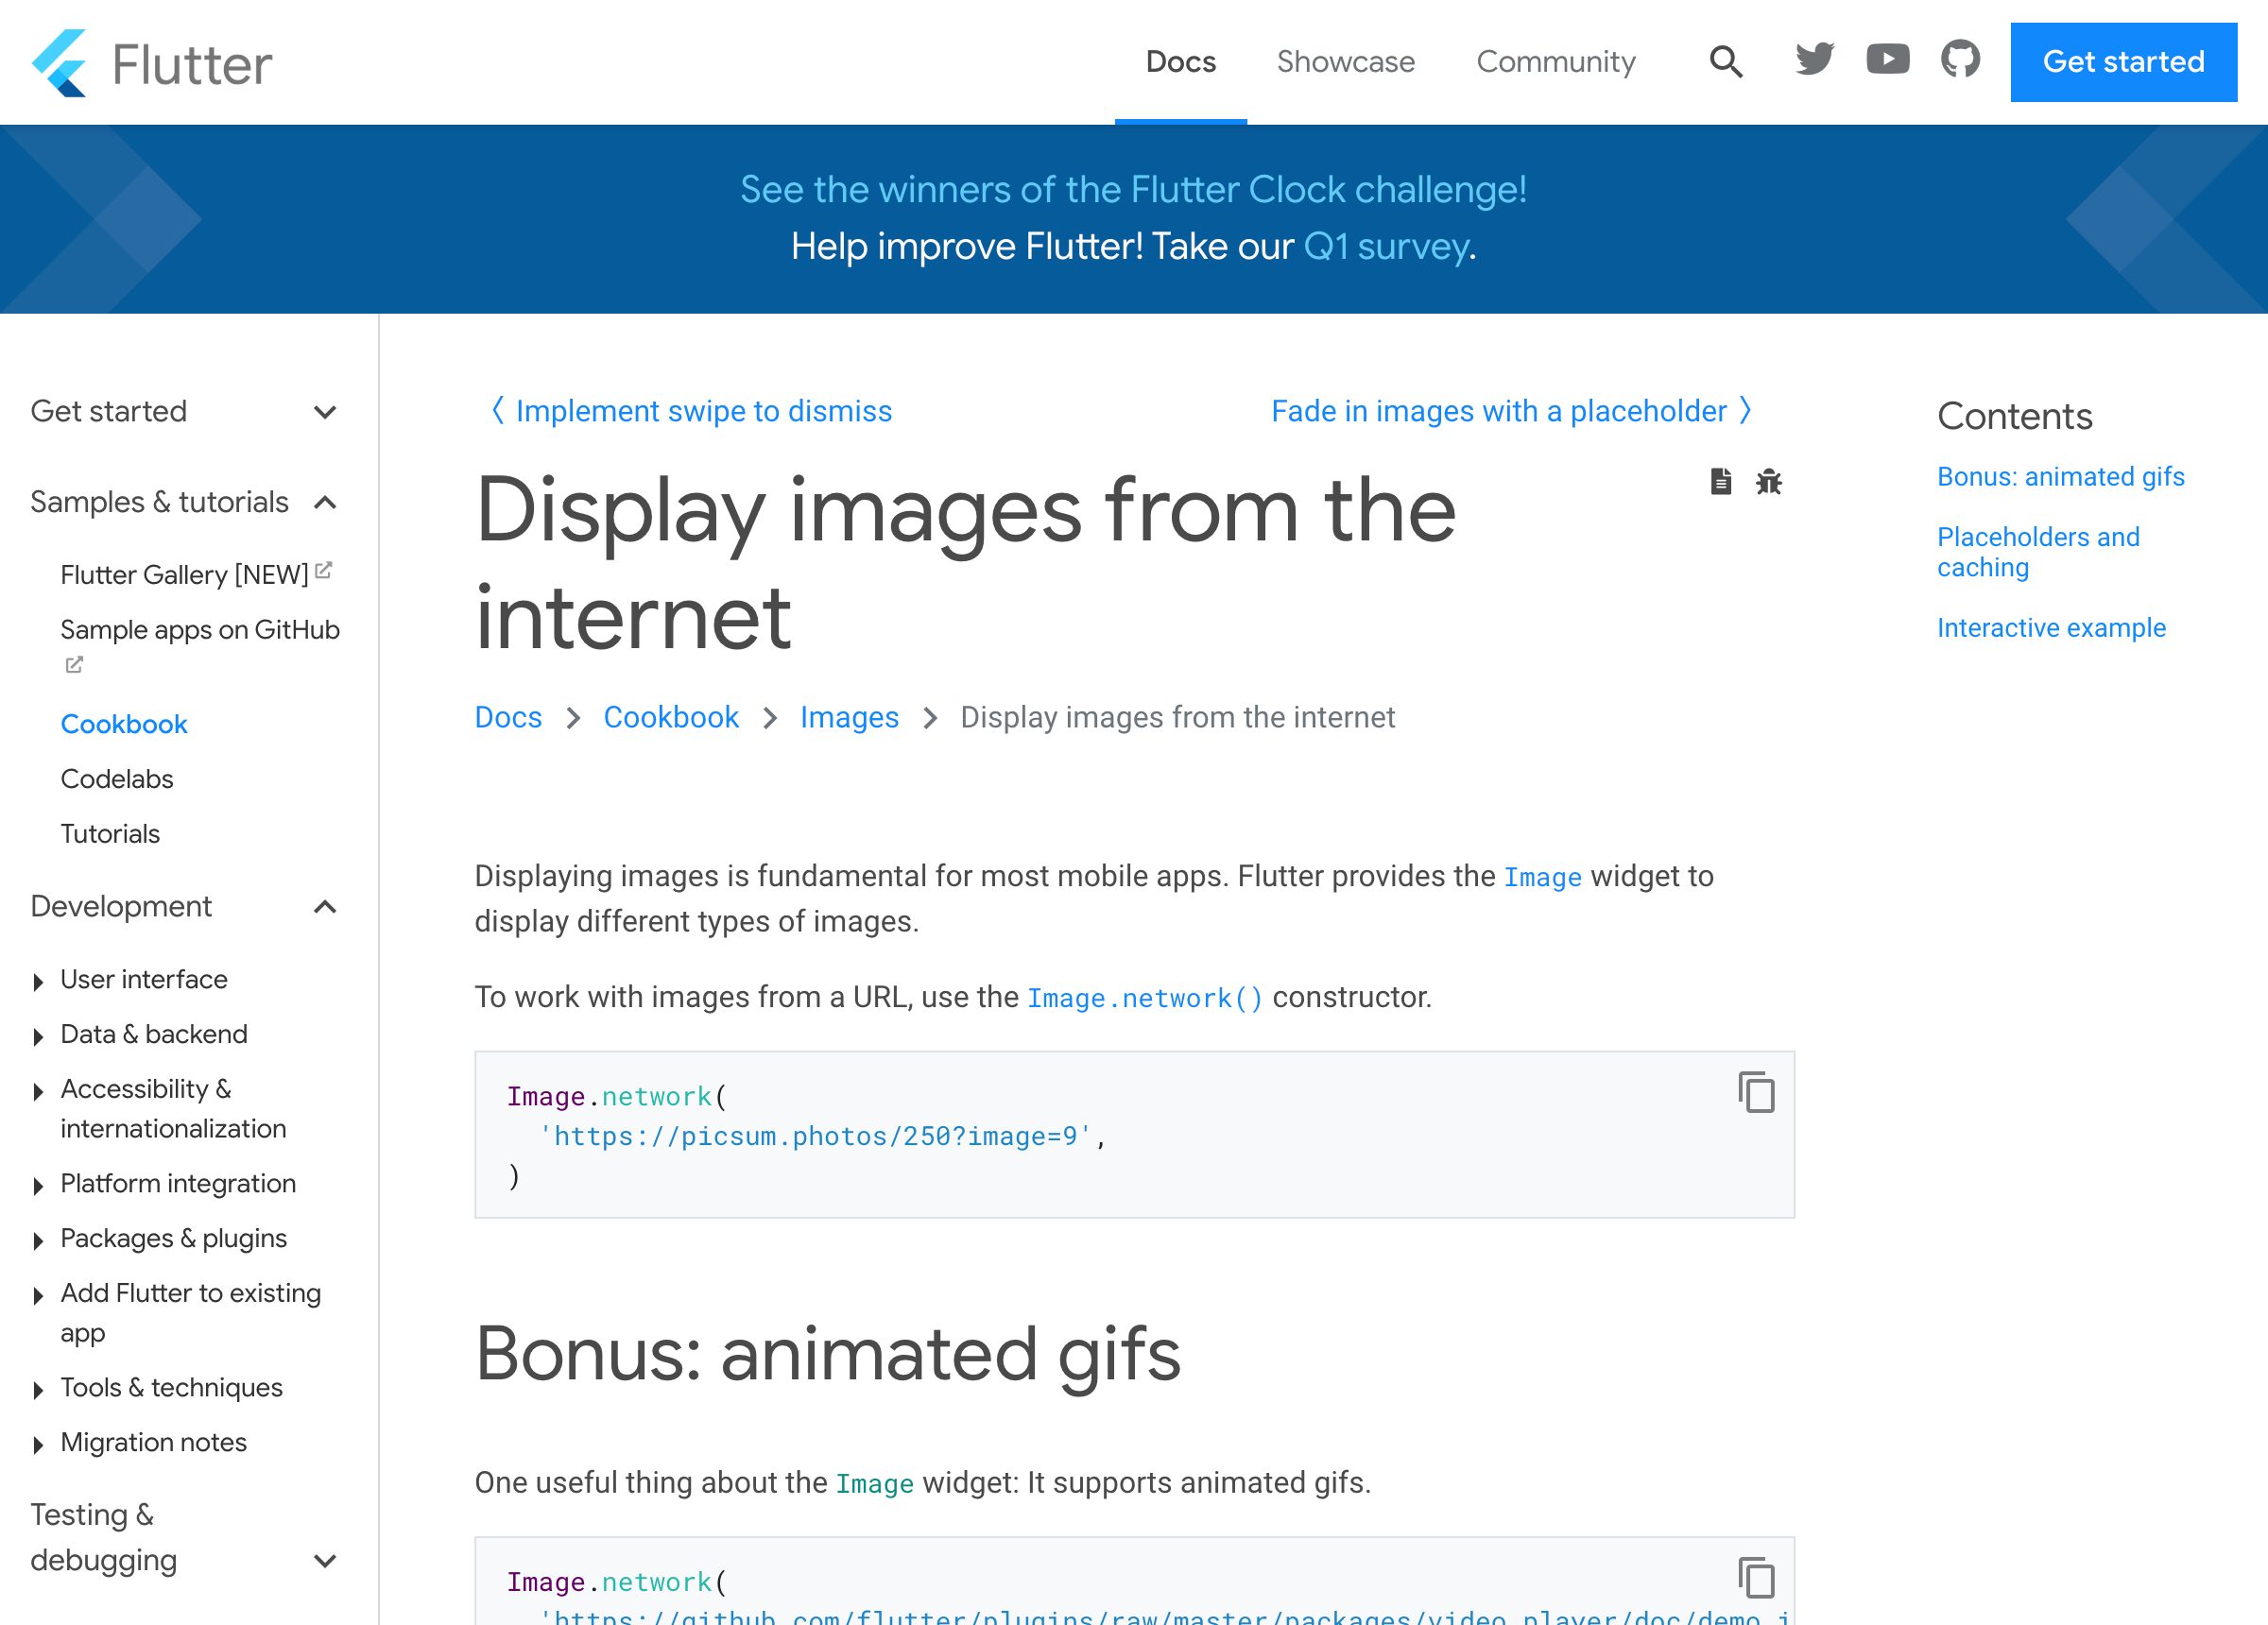 Flutter
Docs
Showcase
Community
Get started
See the winners of the Flutter Clock challenge!
Help improve Flutter! Take our Q1 survey.
Get started
Samples & tutorials
Flutter Gallery [NEW]
Sample apps on GitHub
Cookbook
Codelabs
Tutorials
Development
User interface
Data & backend
Accessibility &
internationalization
Platform integration
Packages & plugins
Add Flutter to existing
app
Tools & techniques
Migration notes
Testing &
debugging
Implement swipe to dismiss
Fade in images with a placeholder
Display images from the
internet
Docs > Cookbook > Images > Display images from the internet
Displaying images is fundamental for most mobile apps. Flutter provides the Image widget to
display different types of images.
To work with images from a URL, use the Image.network() constructor.
Image.network(
'https://picsum.photos/250?image=9',
)
Bonus: animated gifs
One useful thing about the Image widget: It supports animated gifs.
Image.network(
'https://github.com/flutter/plugins/raw/master/packages/video_player/doc/demo_i
Contents
Bonus: animated gifs
Placeholders and
caching
Interactive example